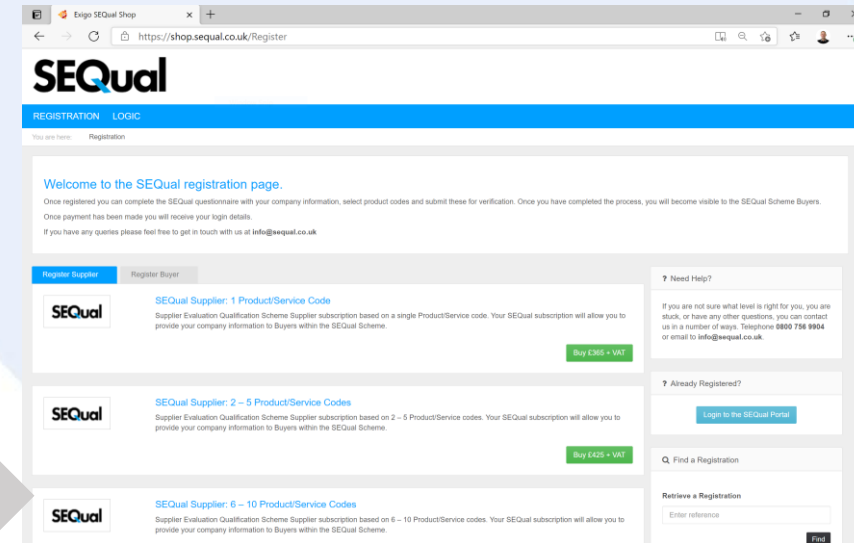 Exigo SEQual Shop
https://shop.sequal.co.uk/Register
SEQual
REGISTRATION LOGIC
You are here: Registration
Welcome to the SEQual registration page.
Once registered you can complete the SEQual questionnaire with your company information, select product codes and submit these for verification. Once you have completed the process, you will become visible to the SEQual Scheme Buyers.
Once payment has been made you will receive your login details.
If you have any queries please feel free to get in touch with us at info@sequal.co.uk
Register Supplier Register Buyer
SEQual
SEQual Supplier: 1 Product/Service Code
Supplier Evaluation Qualification Scheme Supplier subscription based on a single Product/Service code. Your SEQual subscription will allow you to
provide your company information to Buyers within the SEQual Scheme.
Buy £365 + VAT
SEQual
SEQual Supplier: 2 – 5 Product/Service Codes
Supplier Evaluation Qualification Scheme Supplier subscription based on 2 – 5 Product/Service codes. Your SEQual subscription will allow you to
provide your company information to Buyers within the SEQual Scheme.
Buy £425 + VAT
SEQual
SEQual Supplier: 6 – 10 Product/Service Codes
Supplier Evaluation Qualification Scheme Supplier subscription based on 6 – 10 Product/Service codes. Your SEQual subscription will allow you to
provide your company information to Buyers within the SEQual Scheme.
? Need Help?
If you are not sure what level is right for you, you are
stuck, or have any other questions, you can contact
us in a number of ways. Telephone 0800 756 9904
or email to info@sequal.co.uk.
? Already Registered?
Login to the SEQual Portal
Find a Registration
Retrieve a Registration
Enter reference
Find